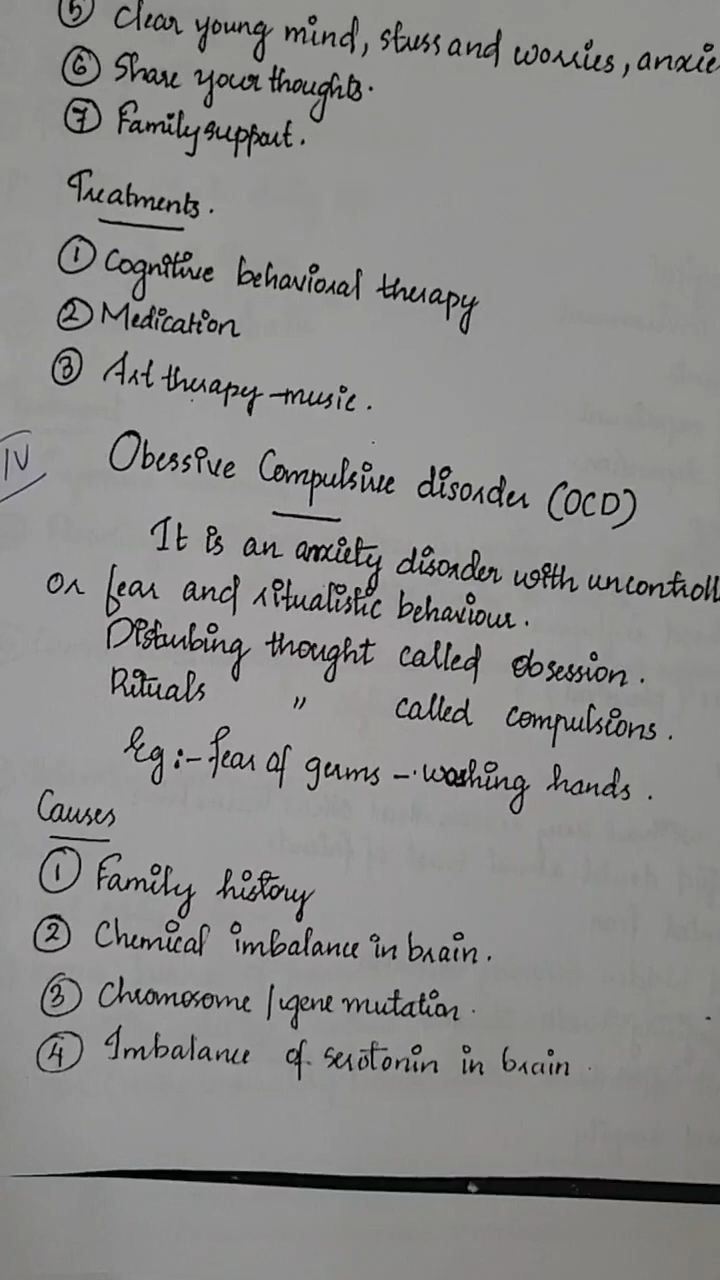 ⑤ Clear young mind, stress and worries, anxie
⑥ Share your thoughts.
⑦ Family support.
Treatments.
① Cognitive behavioral therapy
② Medication
③ Art therapy - music.
IV Obessive Compulsive disorder (OCD)
It is an anxiety disorder with uncontroll
or fear and ritualistic behaviour.
Disturbing thought called obsession.
Rituals " called compulsions.
Eg :- fear of germs - washing hands.
Causes
① Family history
② Chemical imbalance in brain.
③ Chromosome / gene mutation.
④ Imbalance of serotonin in brain.